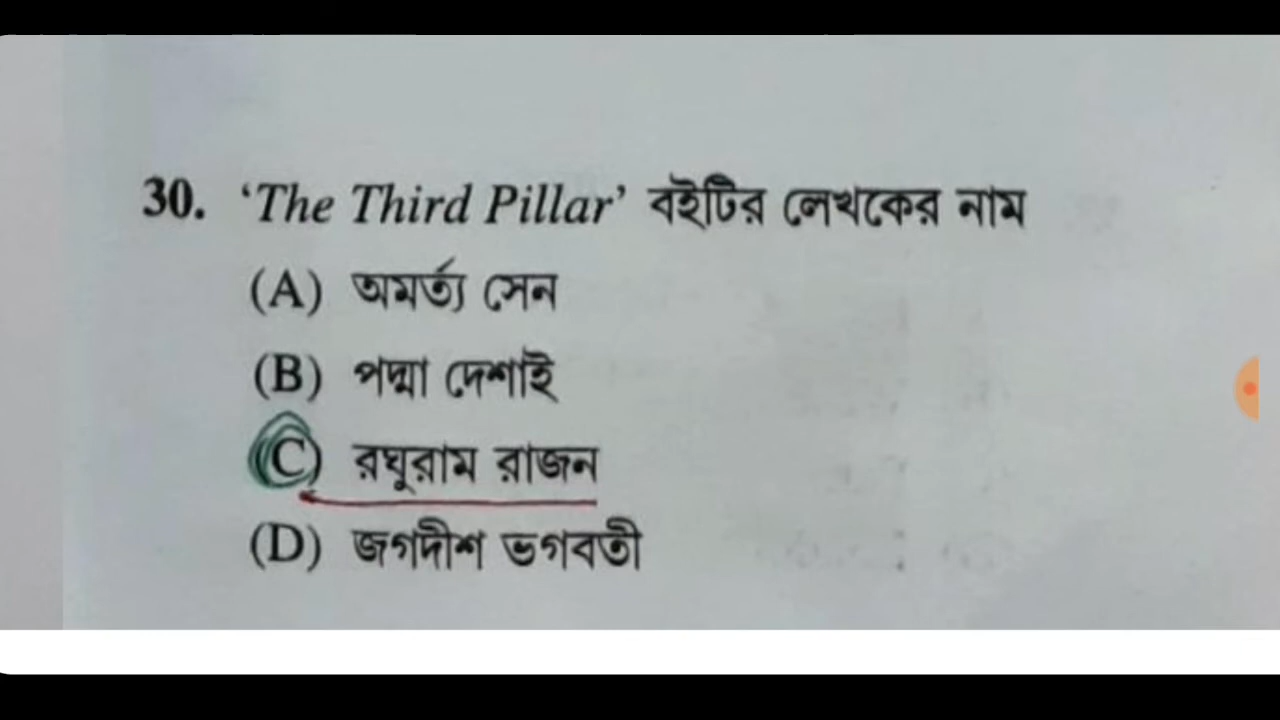 30. ‘The Third Pillar’ বইটির লেখকের নাম
(A) অমর্ত্য সেন
(B) পদ্মা দেশাই
(C) রঘুরাম রাজন
(D) জগদীশ ভগবতী